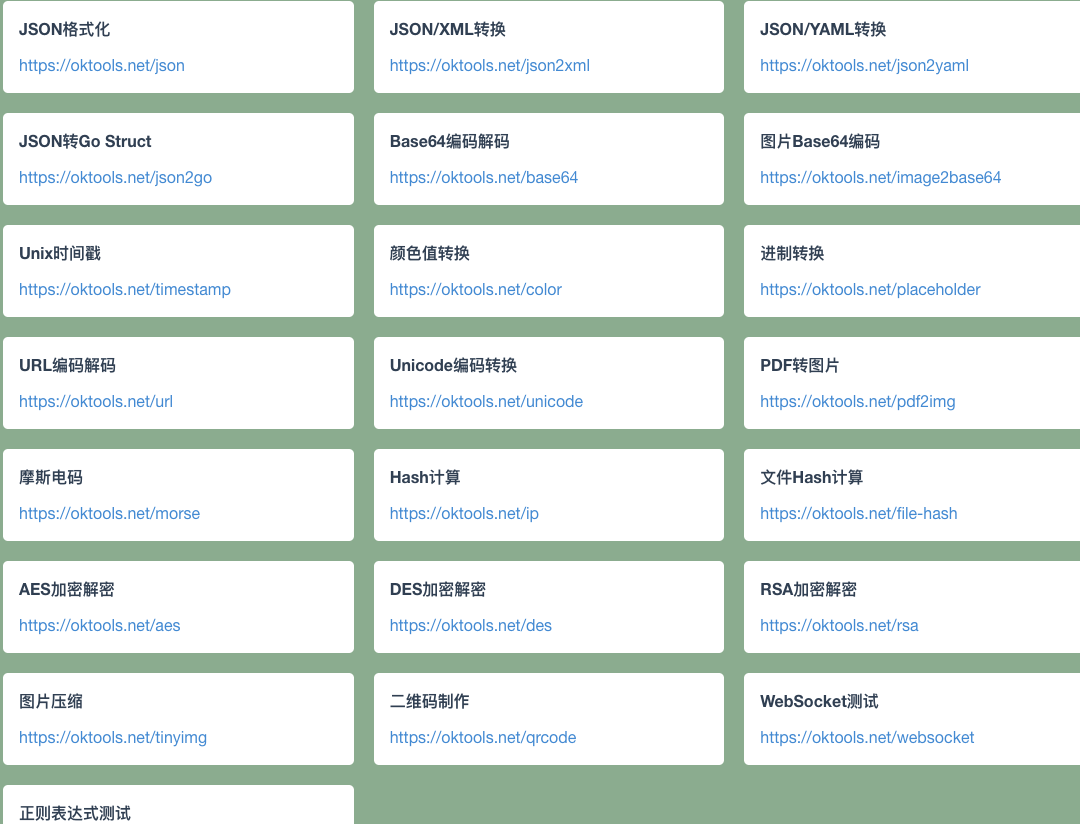 JSON格式化
https://oktools.net/json
JSON/XML转换
https://oktools.net/json2xml
JSON/YAML转换
https://oktools.net/json2yaml
JSON转Go Struct
https://oktools.net/json2go
Base64编码解码
https://oktools.net/base64
图片Base64编码
https://oktools.net/image2base64
Unix时间戳
https://oktools.net/timestamp
颜色值转换
https://oktools.net/color
进制转换
https://oktools.net/placeholder
URL编码解码
https://oktools.net/url
Unicode编码转换
https://oktools.net/unicode
PDF转图片
https://oktools.net/pdf2img
摩斯电码
https://oktools.net/morse
Hash计算
https://oktools.net/ip
文件Hash计算
https://oktools.net/file-hash
AES加密解密
https://oktools.net/aes
DES加密解密
https://oktools.net/des
RSA加密解密
https://oktools.net/rsa
图片压缩
https://oktools.net/tinyimg
二维码制作
https://oktools.net/qrcode
WebSocket测试
https://oktools.net/websocket
正则表达式测试